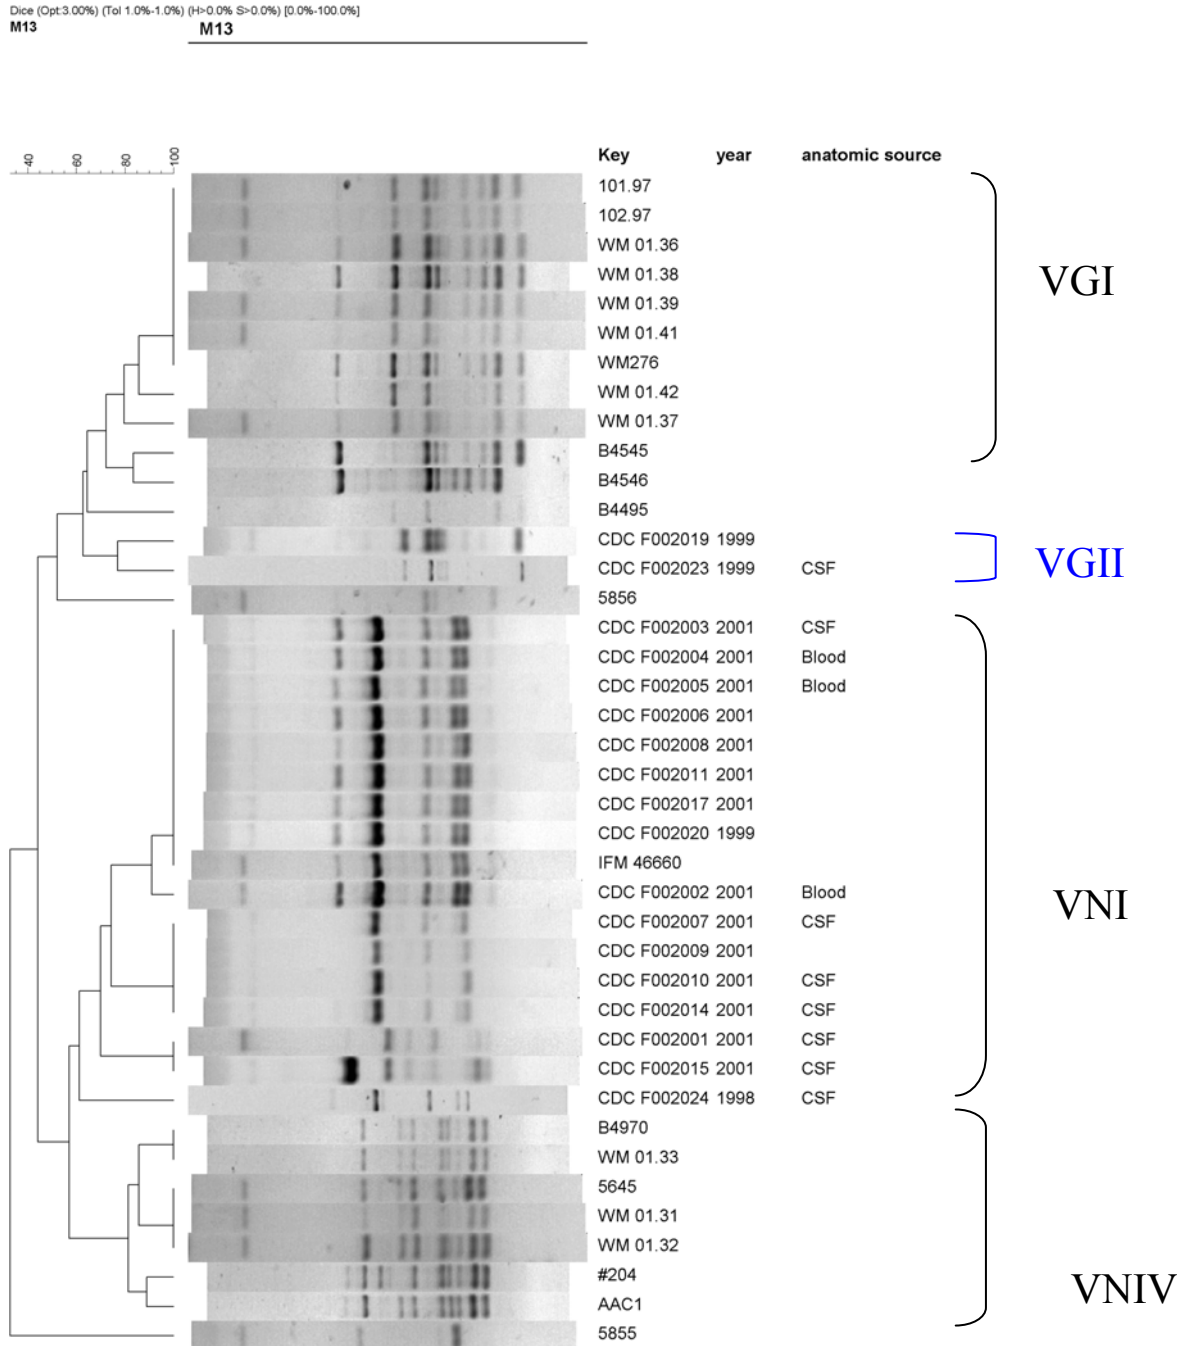 Dice (Opt:3.00%) (Tol 1.0%-1.0%) (H>0.0% S>0.0%) [0.0%-100.0%]
M13 M13
40 60 80 100
Key year anatomic source
101.97
102.97
WM 01.36
WM 01.38
VGI
WM 01.39
WM 01.41
WM276
WM 01.42
WM 01.37
B4545
B4546
B4495
CDC F002019 1999
VGII
CDC F002023 1999 CSF
5856
CDC F002003 2001 CSF
CDC F002004 2001 Blood
CDC F002005 2001 Blood
CDC F002006 2001
CDC F002008 2001
CDC F002011 2001
CDC F002017 2001
CDC F002020 1999
IFM 46660
CDC F002002 2001 Blood
VNI
CDC F002007 2001 CSF
CDC F002009 2001
CDC F002010 2001 CSF
CDC F002014 2001 CSF
CDC F002001 2001 CSF
CDC F002015 2001 CSF
CDC F002024 1998 CSF
B4970
WM 01.33
5645
WM 01.31
WM 01.32
#204
VNIV
AAC1
5855